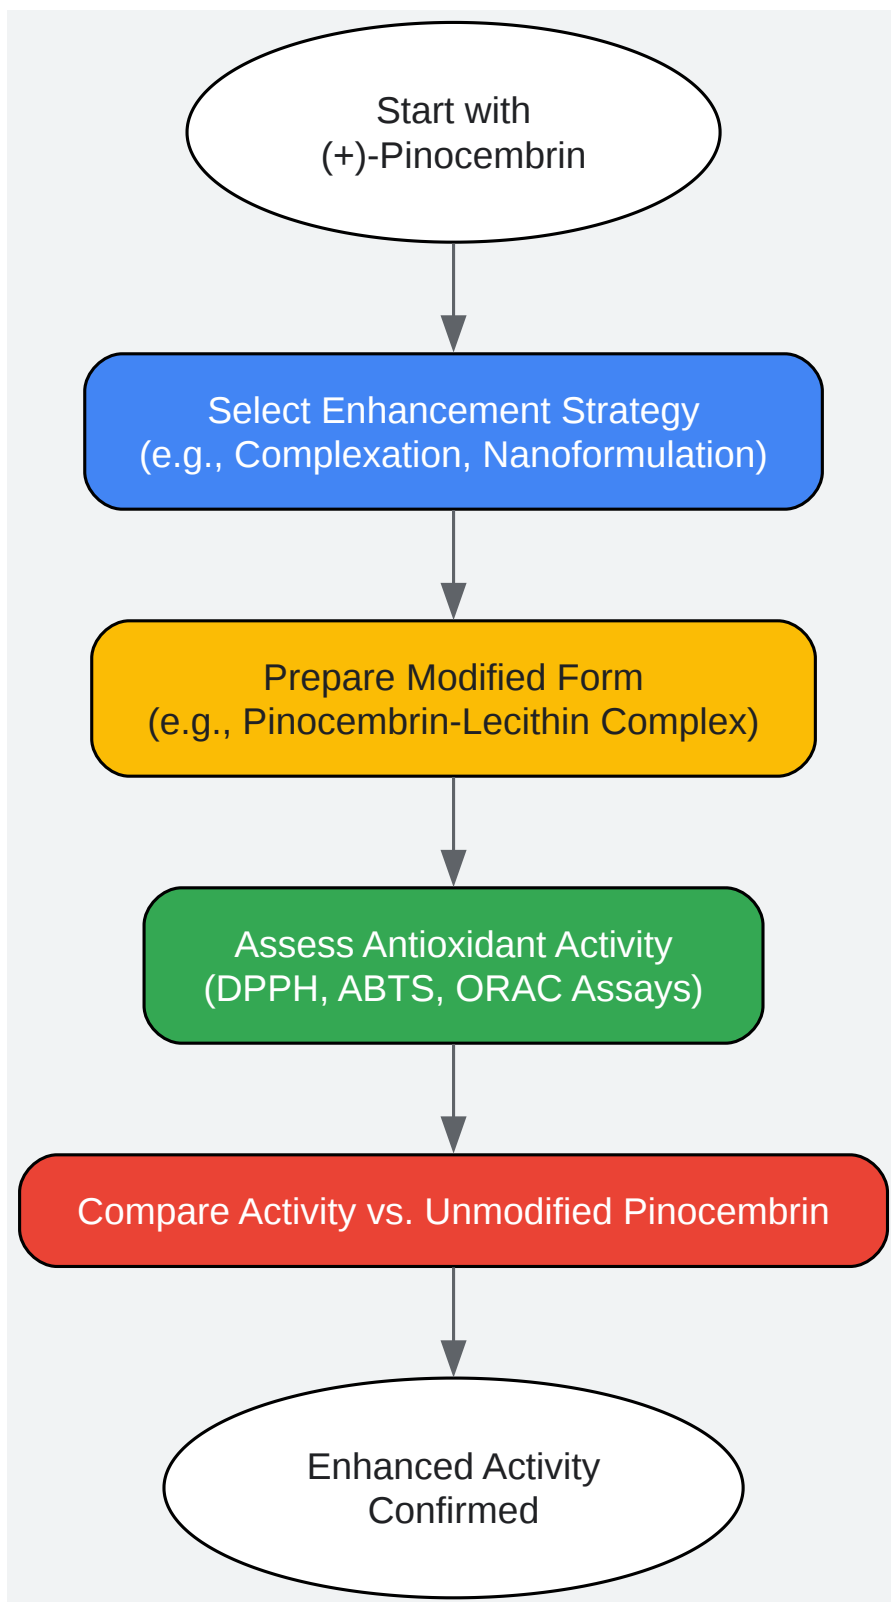 Start with
(+)-Pinocembrin
Select Enhancement Strategy
(e.g., Complexation, Nanoformulation)
Prepare Modified Form
(e.g., Pinocembrin-Lecithin Complex)
Assess Antioxidant Activity
(DPPH, ABTS, ORAC Assays)
Compare Activity vs. Unmodified Pinocembrin
Enhanced Activity
Confirmed